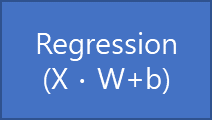 Regression
(X · W+b)